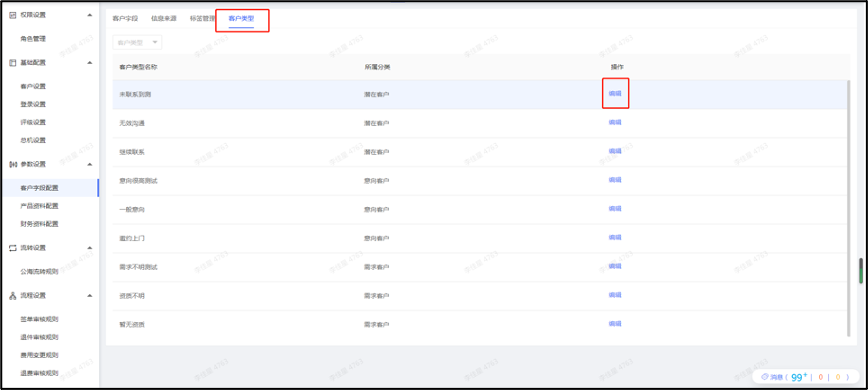 权限设置
角色管理
基础配置
客户设置
登录设置
评级设置
总机设置
参数设置
客户字段配置
产品资料配置
财务资料配置
流转设置
公海流转规则
流程设置
签单审核规则
退件审核规则
费用变更规则
退费审核规则
客户字段 信息来源 标签管理 客户类型
客户类型
客户类型名称 所属分类 操作
未联系到测 潜在客户 编辑
无效沟通 潜在客户 编辑
继续联系 潜在客户 编辑
意向很高测试 意向客户 编辑
一般意向 意向客户 编辑
邀约上门 意向客户 编辑
需求不明测试 需求客户 编辑
资质不明 需求客户 编辑
暂无资质 需求客户 编辑
消息 ( 99+ | 0 | 0 )